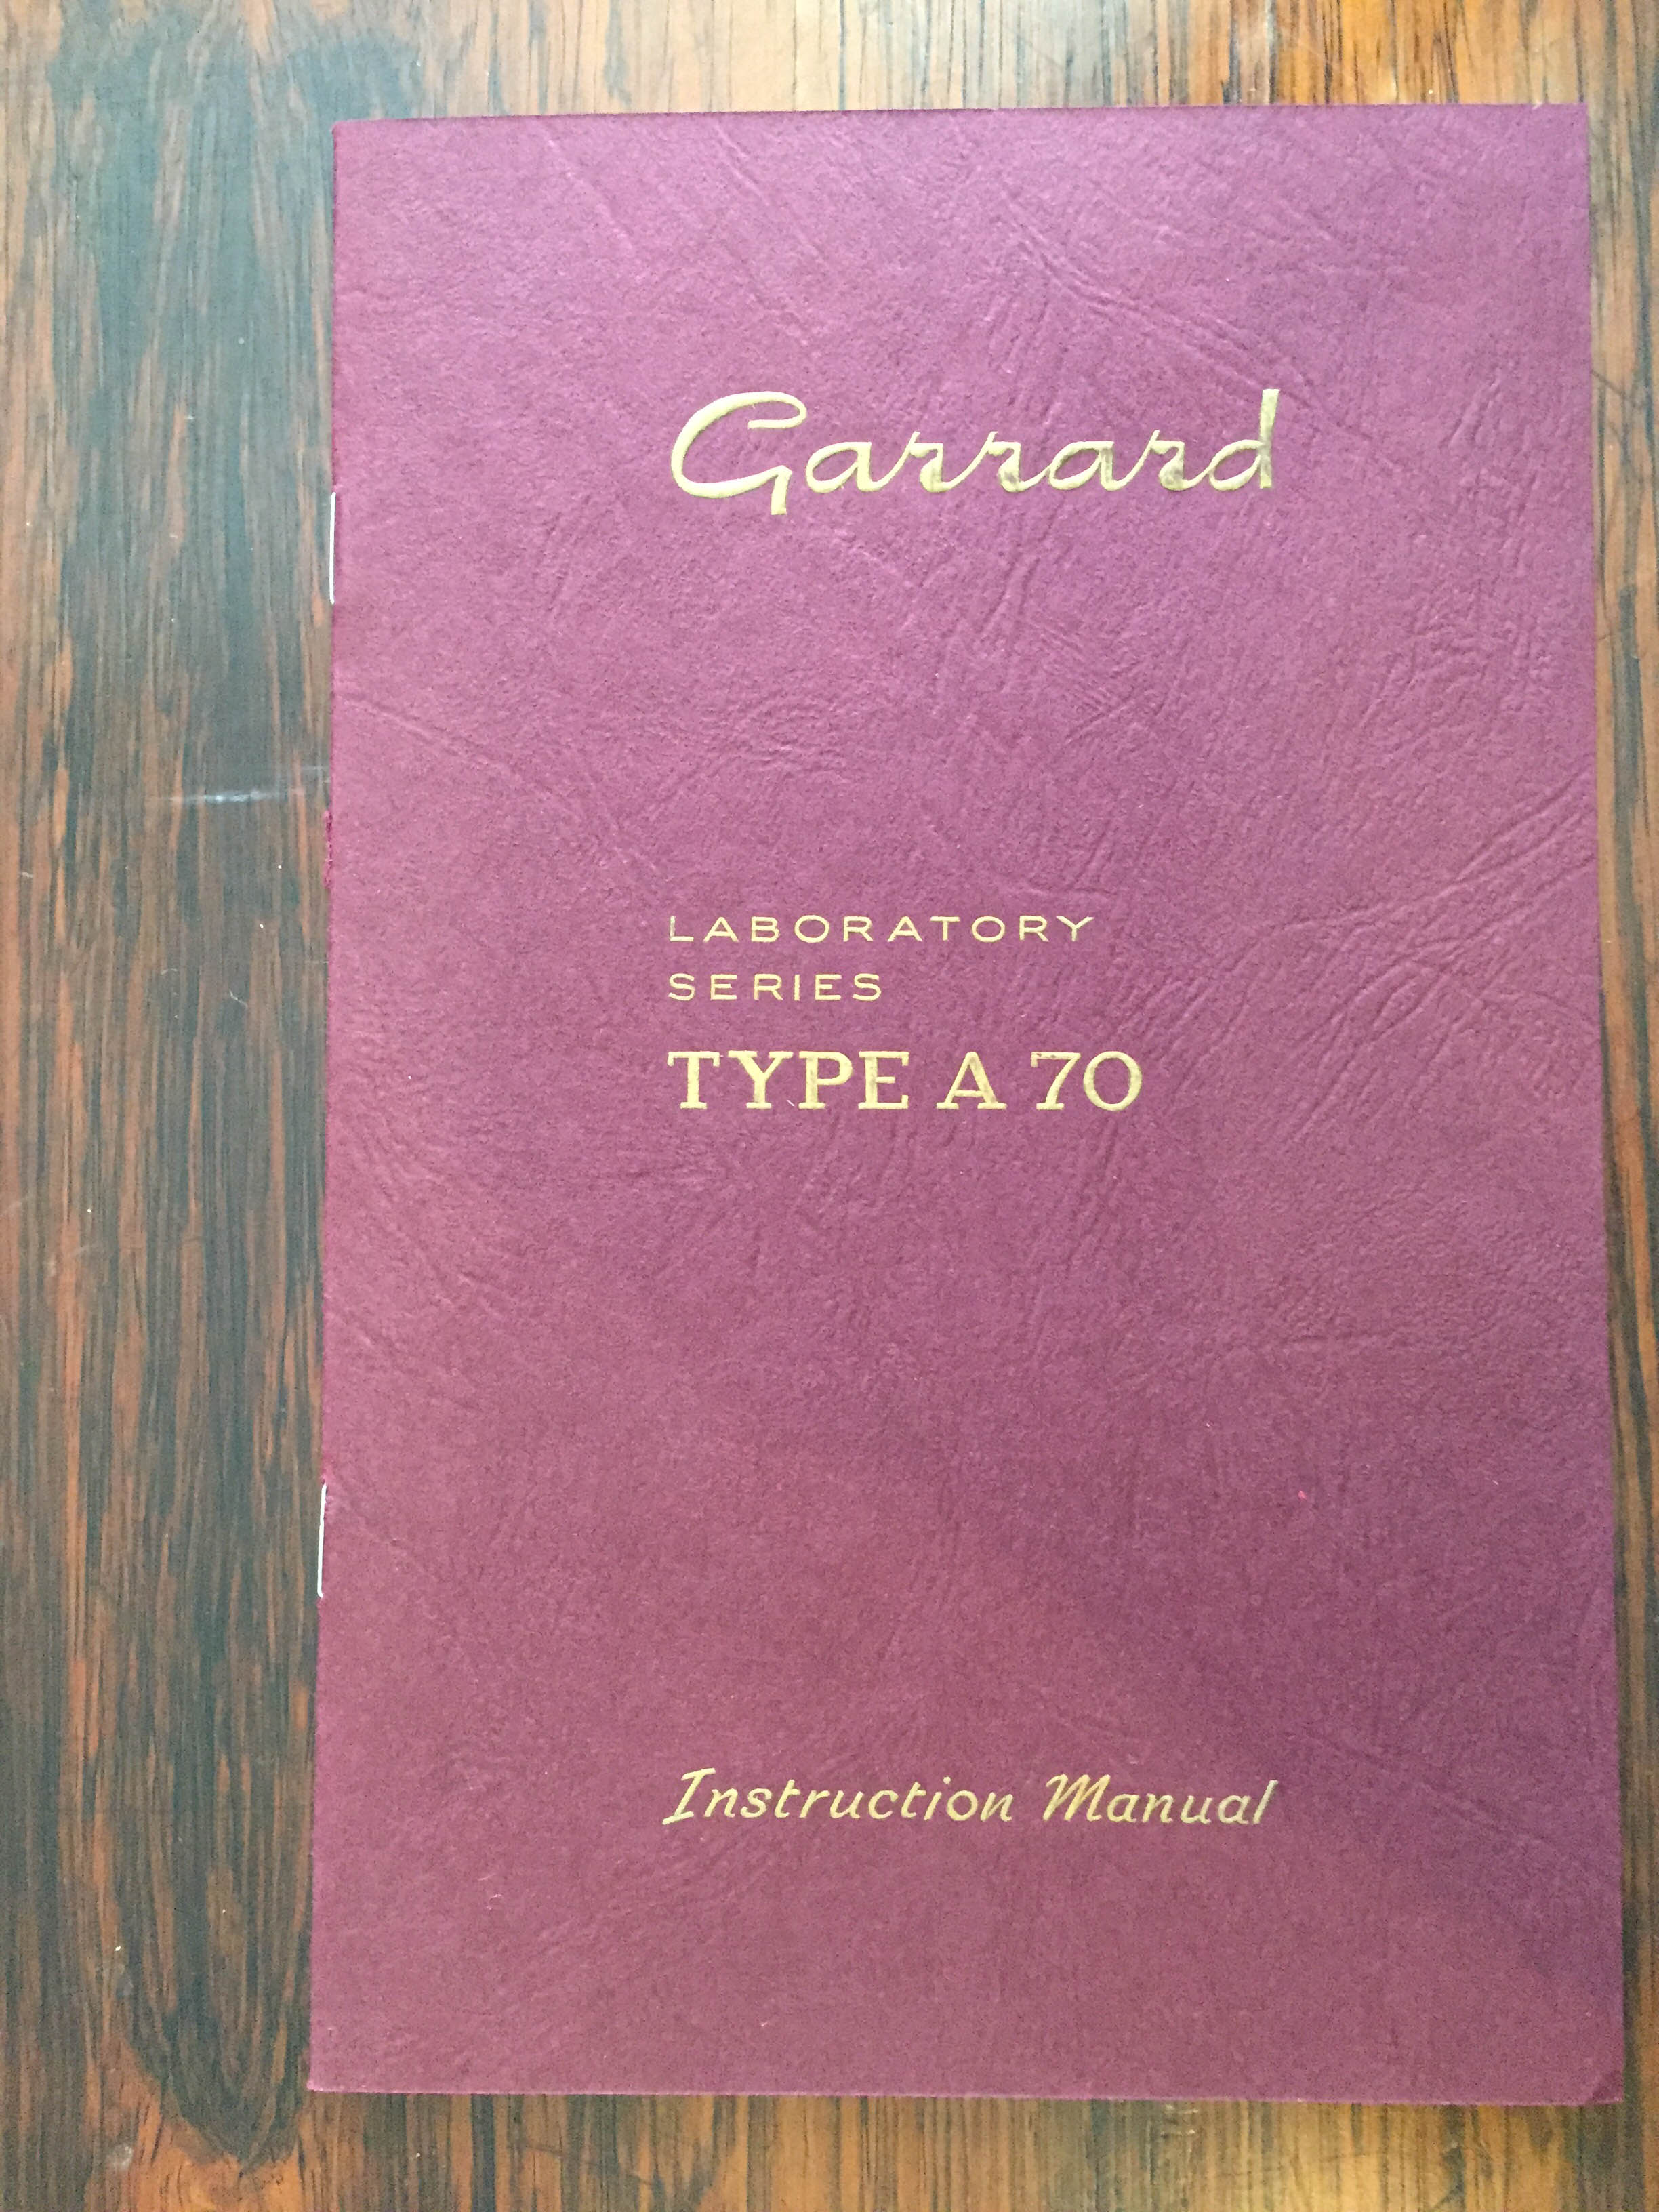 Garrard
LABORATORY
SERIES
TYPE A 70
Instruction Manual